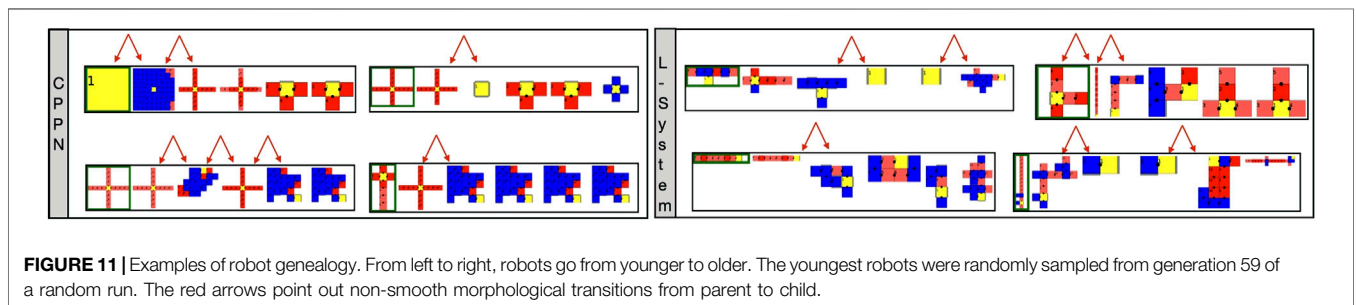 CPPN
1
L-System
FIGURE 11 | Examples of robot genealogy. From left to right, robots go from younger to older. The youngest robots were randomly sampled from generation 59 of
a random run. The red arrows point out non-smooth morphological transitions from parent to child.